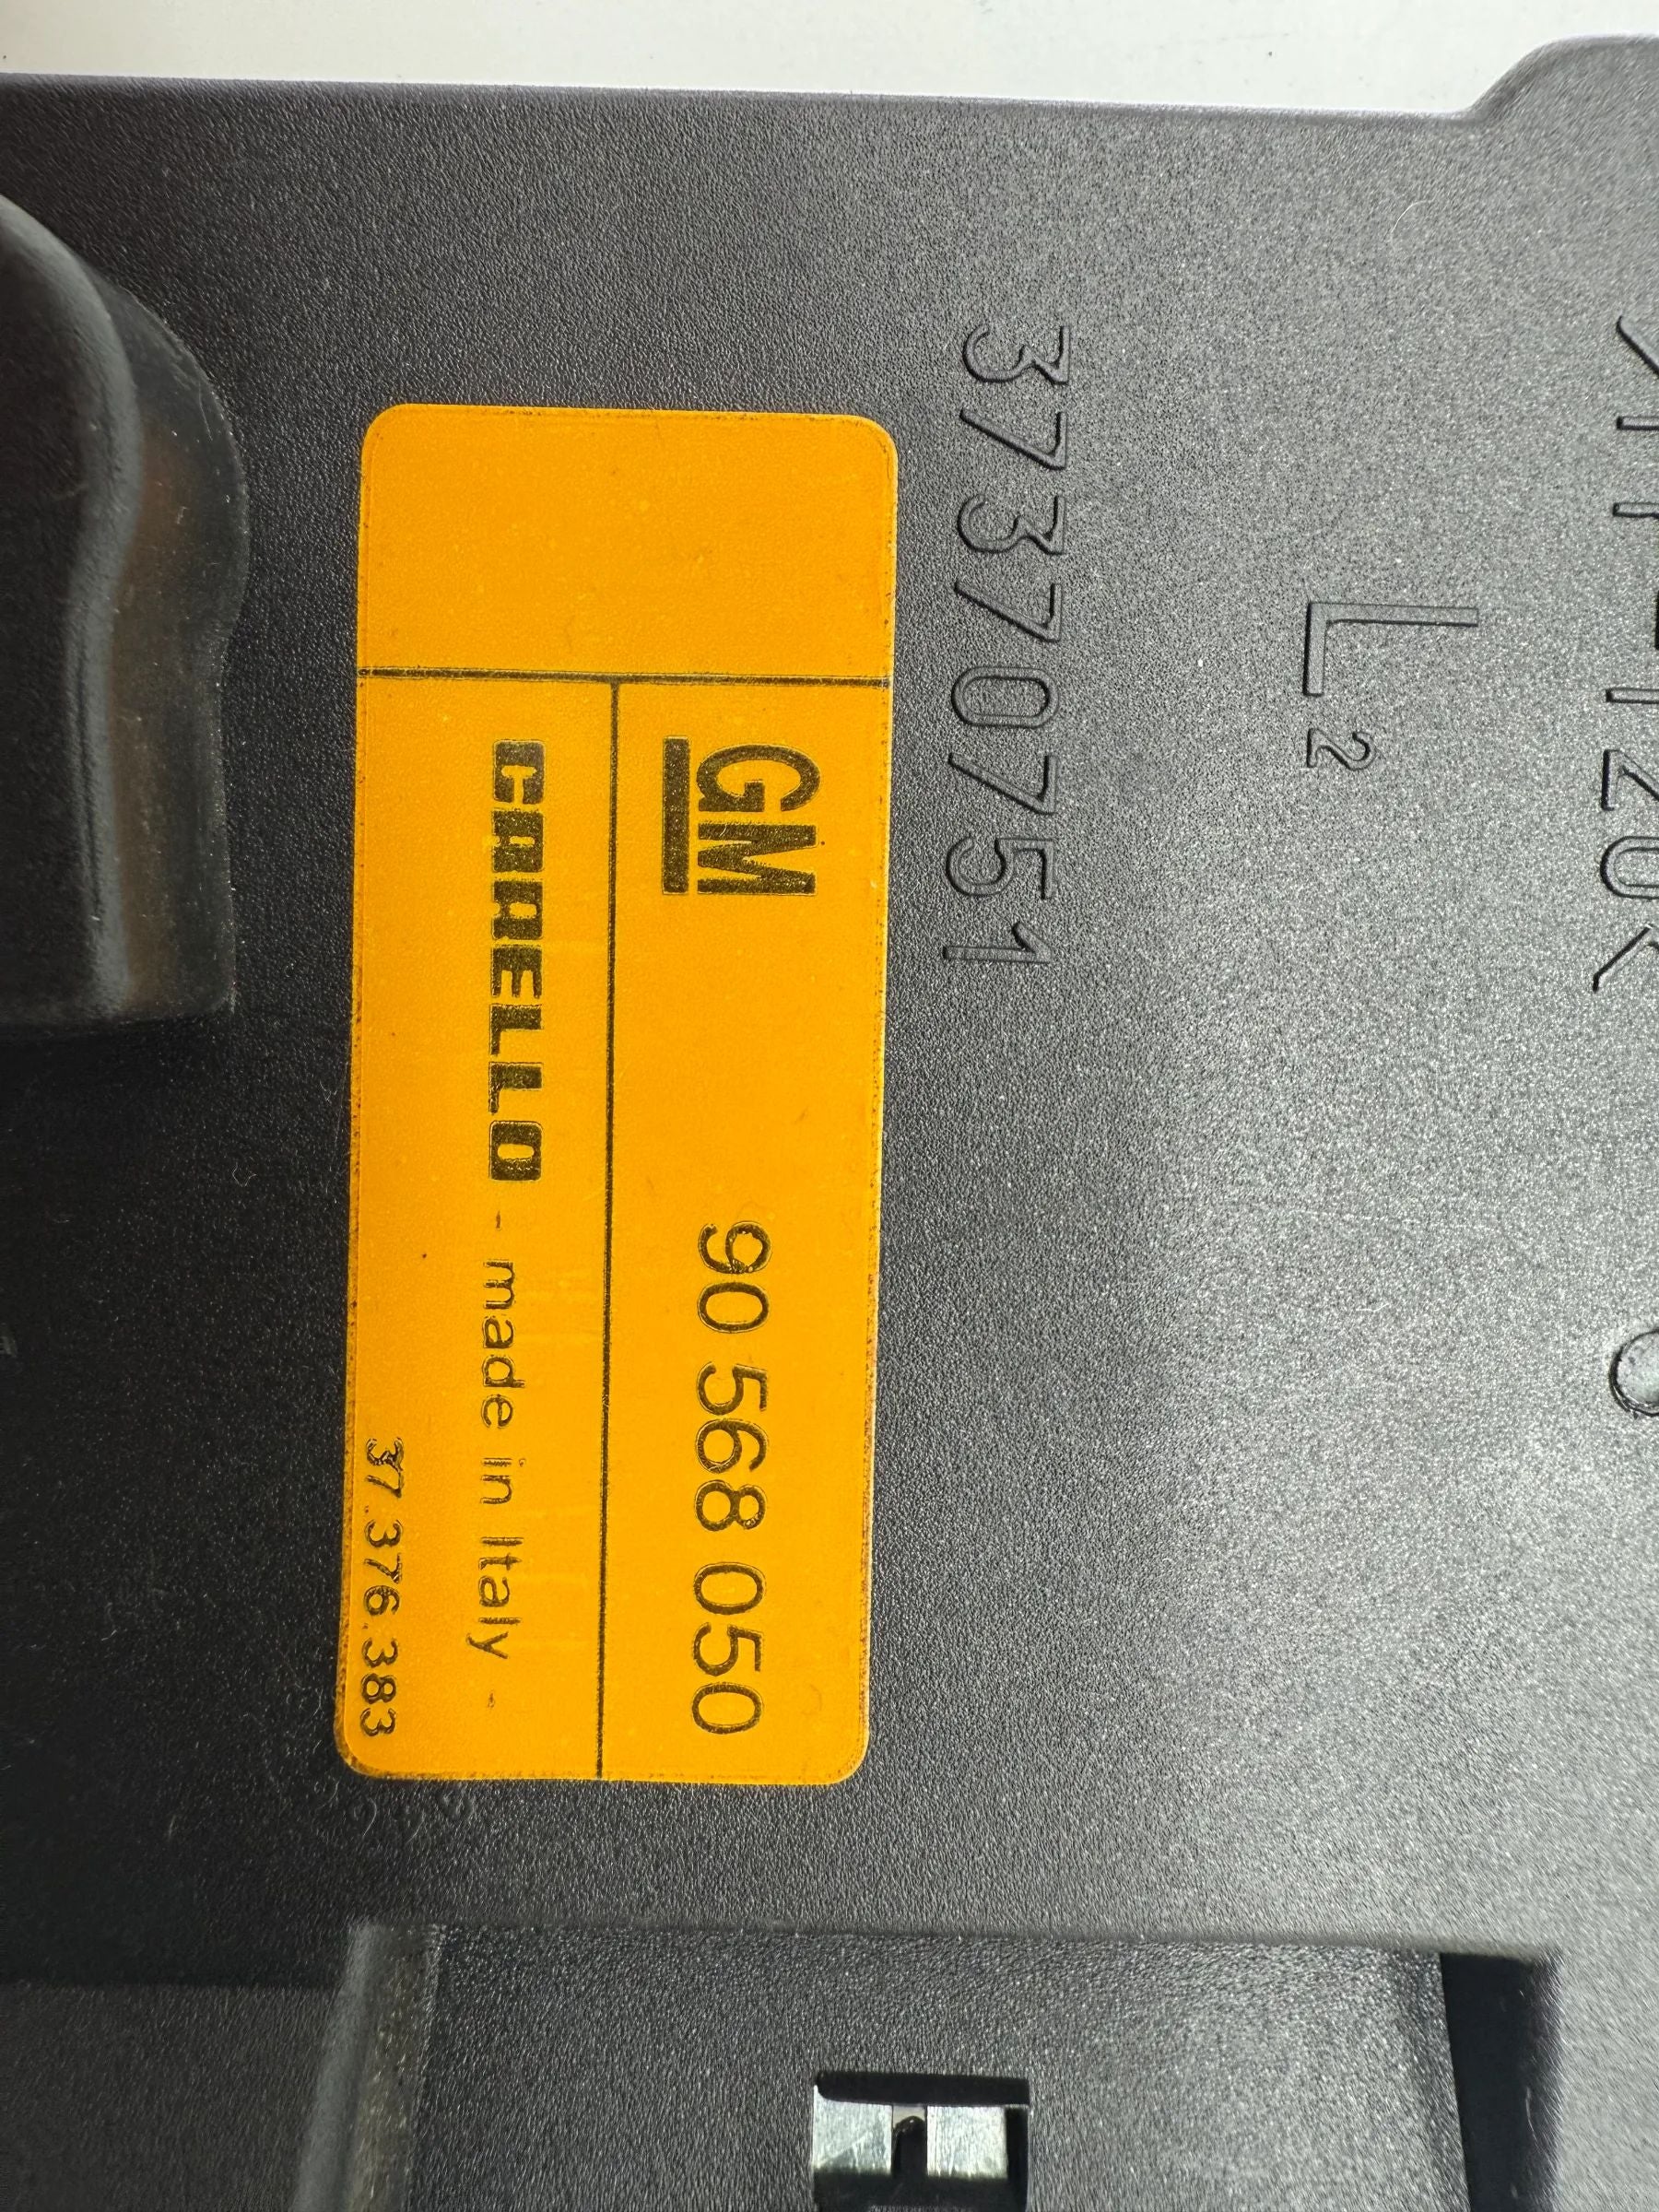 L2
37370751
GM 90 568 050
CARELLO - made in Italy -
37.376.383